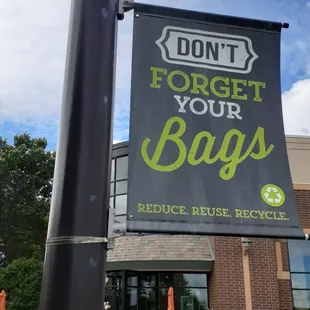 DON'T
FORGET
YOUR
Bags
REDUCE. REUSE. RECYCLE.